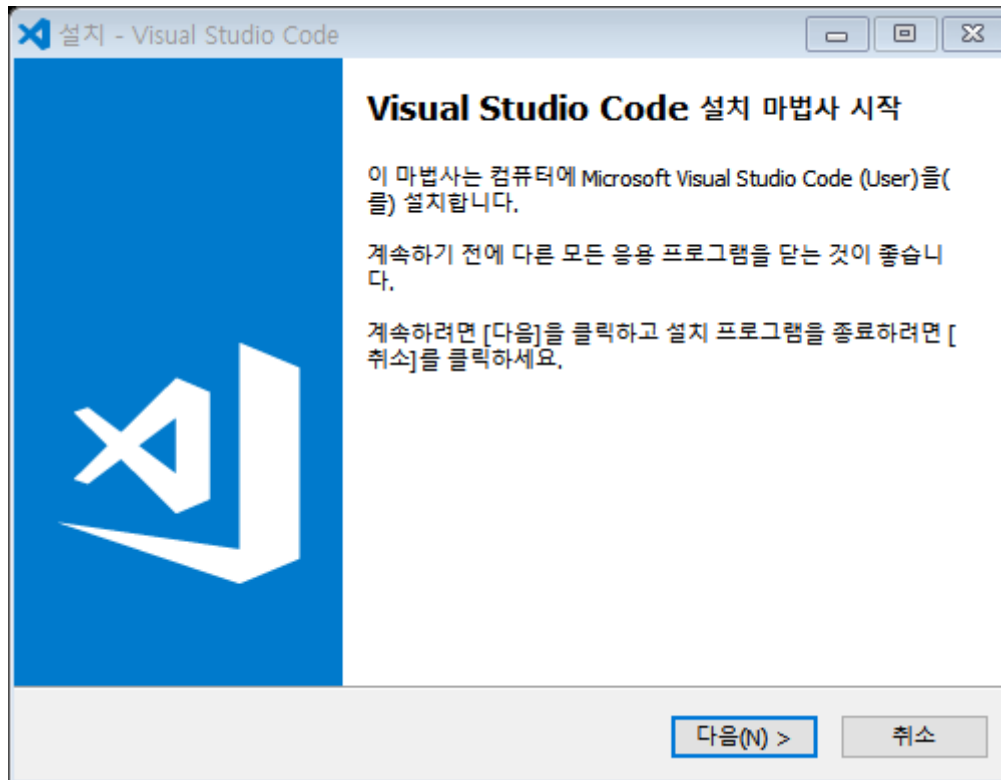 설치 - Visual Studio Code
Visual Studio Code 설치 마법사 시작
이 마법사는 컴퓨터에 Microsoft Visual Studio Code (User)을(
를) 설치합니다.
계속하기 전에 다른 모든 응용 프로그램을 닫는 것이 좋습니
다.
계속하려면 [다음]을 클릭하고 설치 프로그램을 종료하려면 [
취소]를 클릭하세요.
다음(N) >
취소